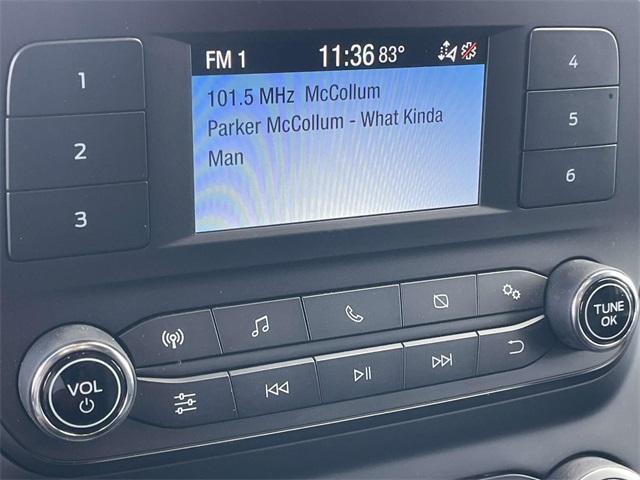 FM 1 11:36 83°
101.5 MHz McCollum
Parker McCollum - What Kinda
Man
1
2
3
4
5
6
VOL
TUNE
OK